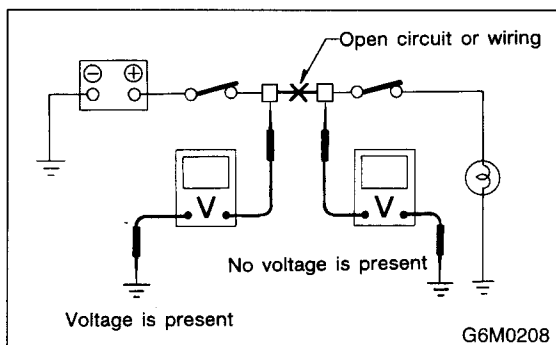 Open circuit or wiring
⊖ ⊕
V V
No voltage is present
Voltage is present
G6M0208